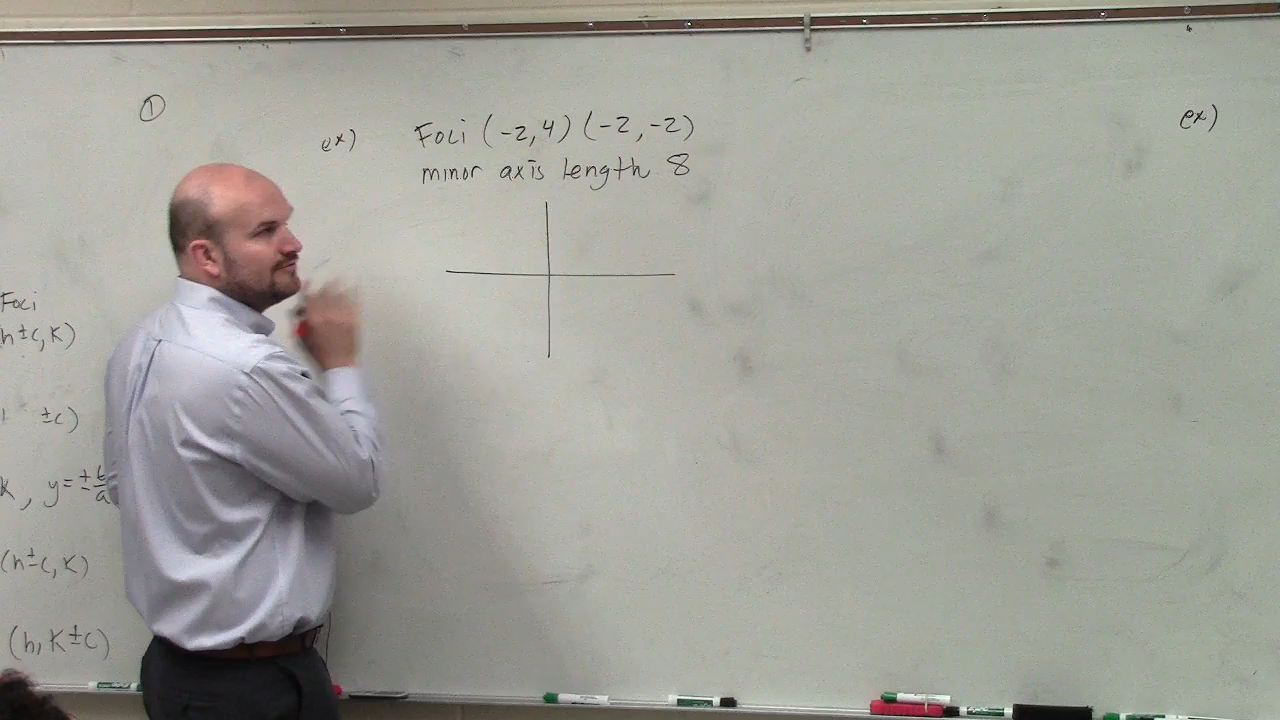 ①
ex) Foci (-2,4) (-2,-2)
minor axis length 8
ex)
Foci
(h±c,K)
±c)
K, y=±b/a
(h±c,K)
(h,K±c)